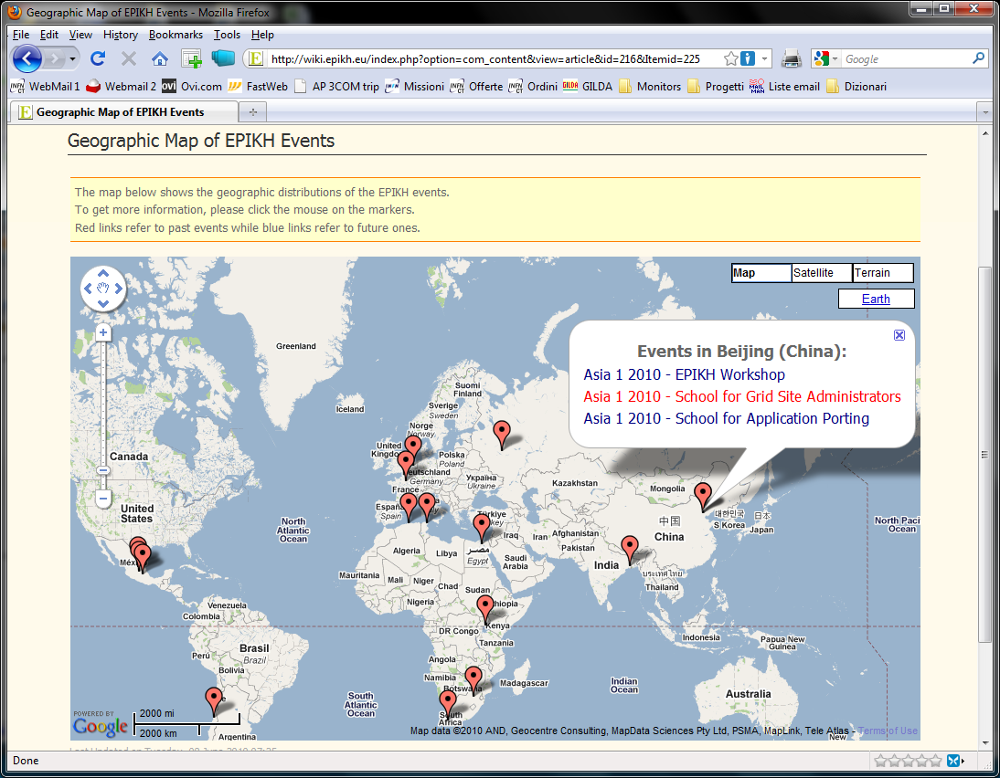 Geographic Map of EPIKH Events - Mozilla Firefox
File Edit View History Bookmarks Tools Help
http://wiki.epikh.eu/index.php?option=com_content&view=article&id=216&Itemid=225
Google
WebMail 1 Webmail 2 ovi Ovi.com FastWeb AP 3COM trip Missioni Offerte Ordini GILDA GILDA Monitors Progetti Liste email Dizionari
E Geographic Map of EPIKH Events
Geographic Map of EPIKH Events
The map below shows the geographic distributions of the EPIKH events.
To get more information, please click the mouse on the markers.
Red links refer to past events while blue links refer to future ones.
Map Satellite Terrain
Earth
Events in Beijing (China):
Asia 1 2010 - EPIKH Workshop
Asia 1 2010 - School for Grid Site Administrators
Asia 1 2010 - School for Application Porting
Greenland
Suomi
Finland
Iceland
Sverige
Sweden
Norge
Norway
United
Kingdom
Polska
Poland
Canada
Deutschland
Germany
Україна
Ukraine
Kazakhstan
Mongolia
France
United
States
España
Spain
Türkiye
North
Atlantic
Ocean
中国
China
대한민국
S Korea
日本
Japan
North Paci
Ocean
Iraq
Iran
Afghanistan
Pakistan
Algeria
Libya
مصر
Egypt
Saudi
Arabia
India
ประเทศไทย
Thailand
Méxi
Mauritania
Mali
Niger
Chad
Sudan
Nigeria
Ethiopia
Venezuela
Colombia
Kenya
DR Congo
Tanzania
Indonesia
Papua New
Guinea
Brasil
Brazil
Perú
Bolivia
Angola
Namibia
Botswana
Madagascar
Indian
Ocean
South
Atlantic
Ocean
Australia
South
Africa
Argentina
New
POWERED BY
Google
2000 mi
2000 km
Map data ©2010 AND, Geocentre Consulting, MapData Sciences Pty Ltd, PSMA, MapLink, Tele Atlas - Terms of Use
Done